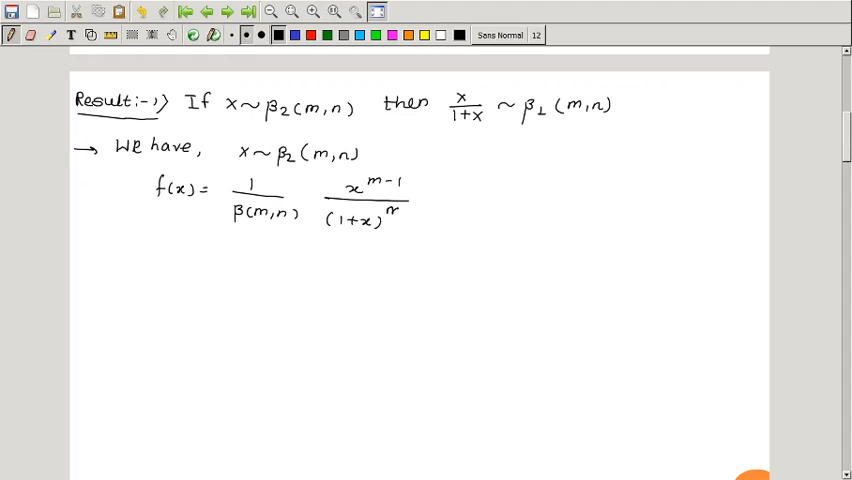 Sans Normal 12
Result:-1) If x ~ β₂(m,n) then x/(1+x) ~ β₁(m,n)
→ We have, x ~ β₂(m,n)
f(x) = 1/β(m,n) x^(m-1)/(1+x)^m